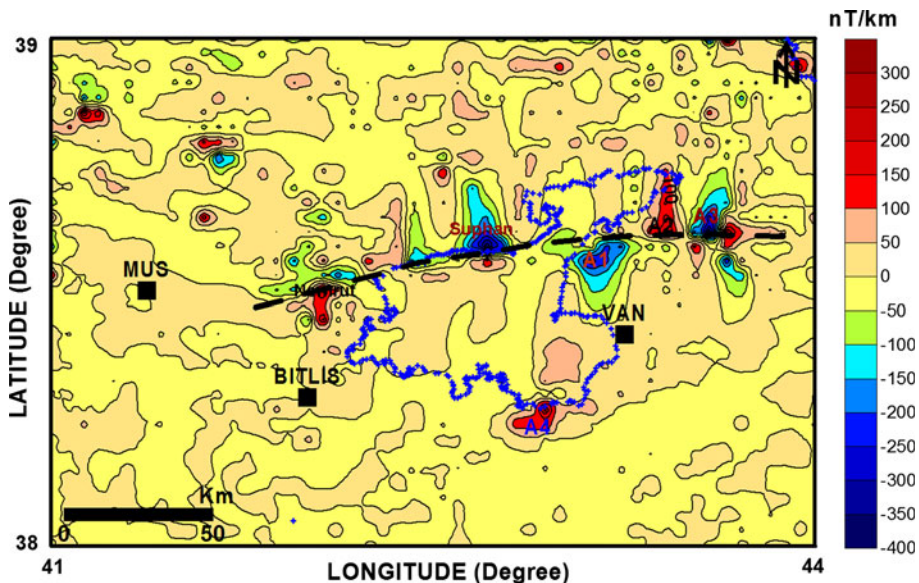 nT/km
39
300
250
200
150
100
50
0
-50
-100
-150
-200
-250
-300
-350
-400
N
LATITUDE (Degree)
Suphan
A2
A3
A1
MUS
Nemrut
VAN
BITLIS
A4
Km
0 50
38
41 44
LONGITUDE (Degree)